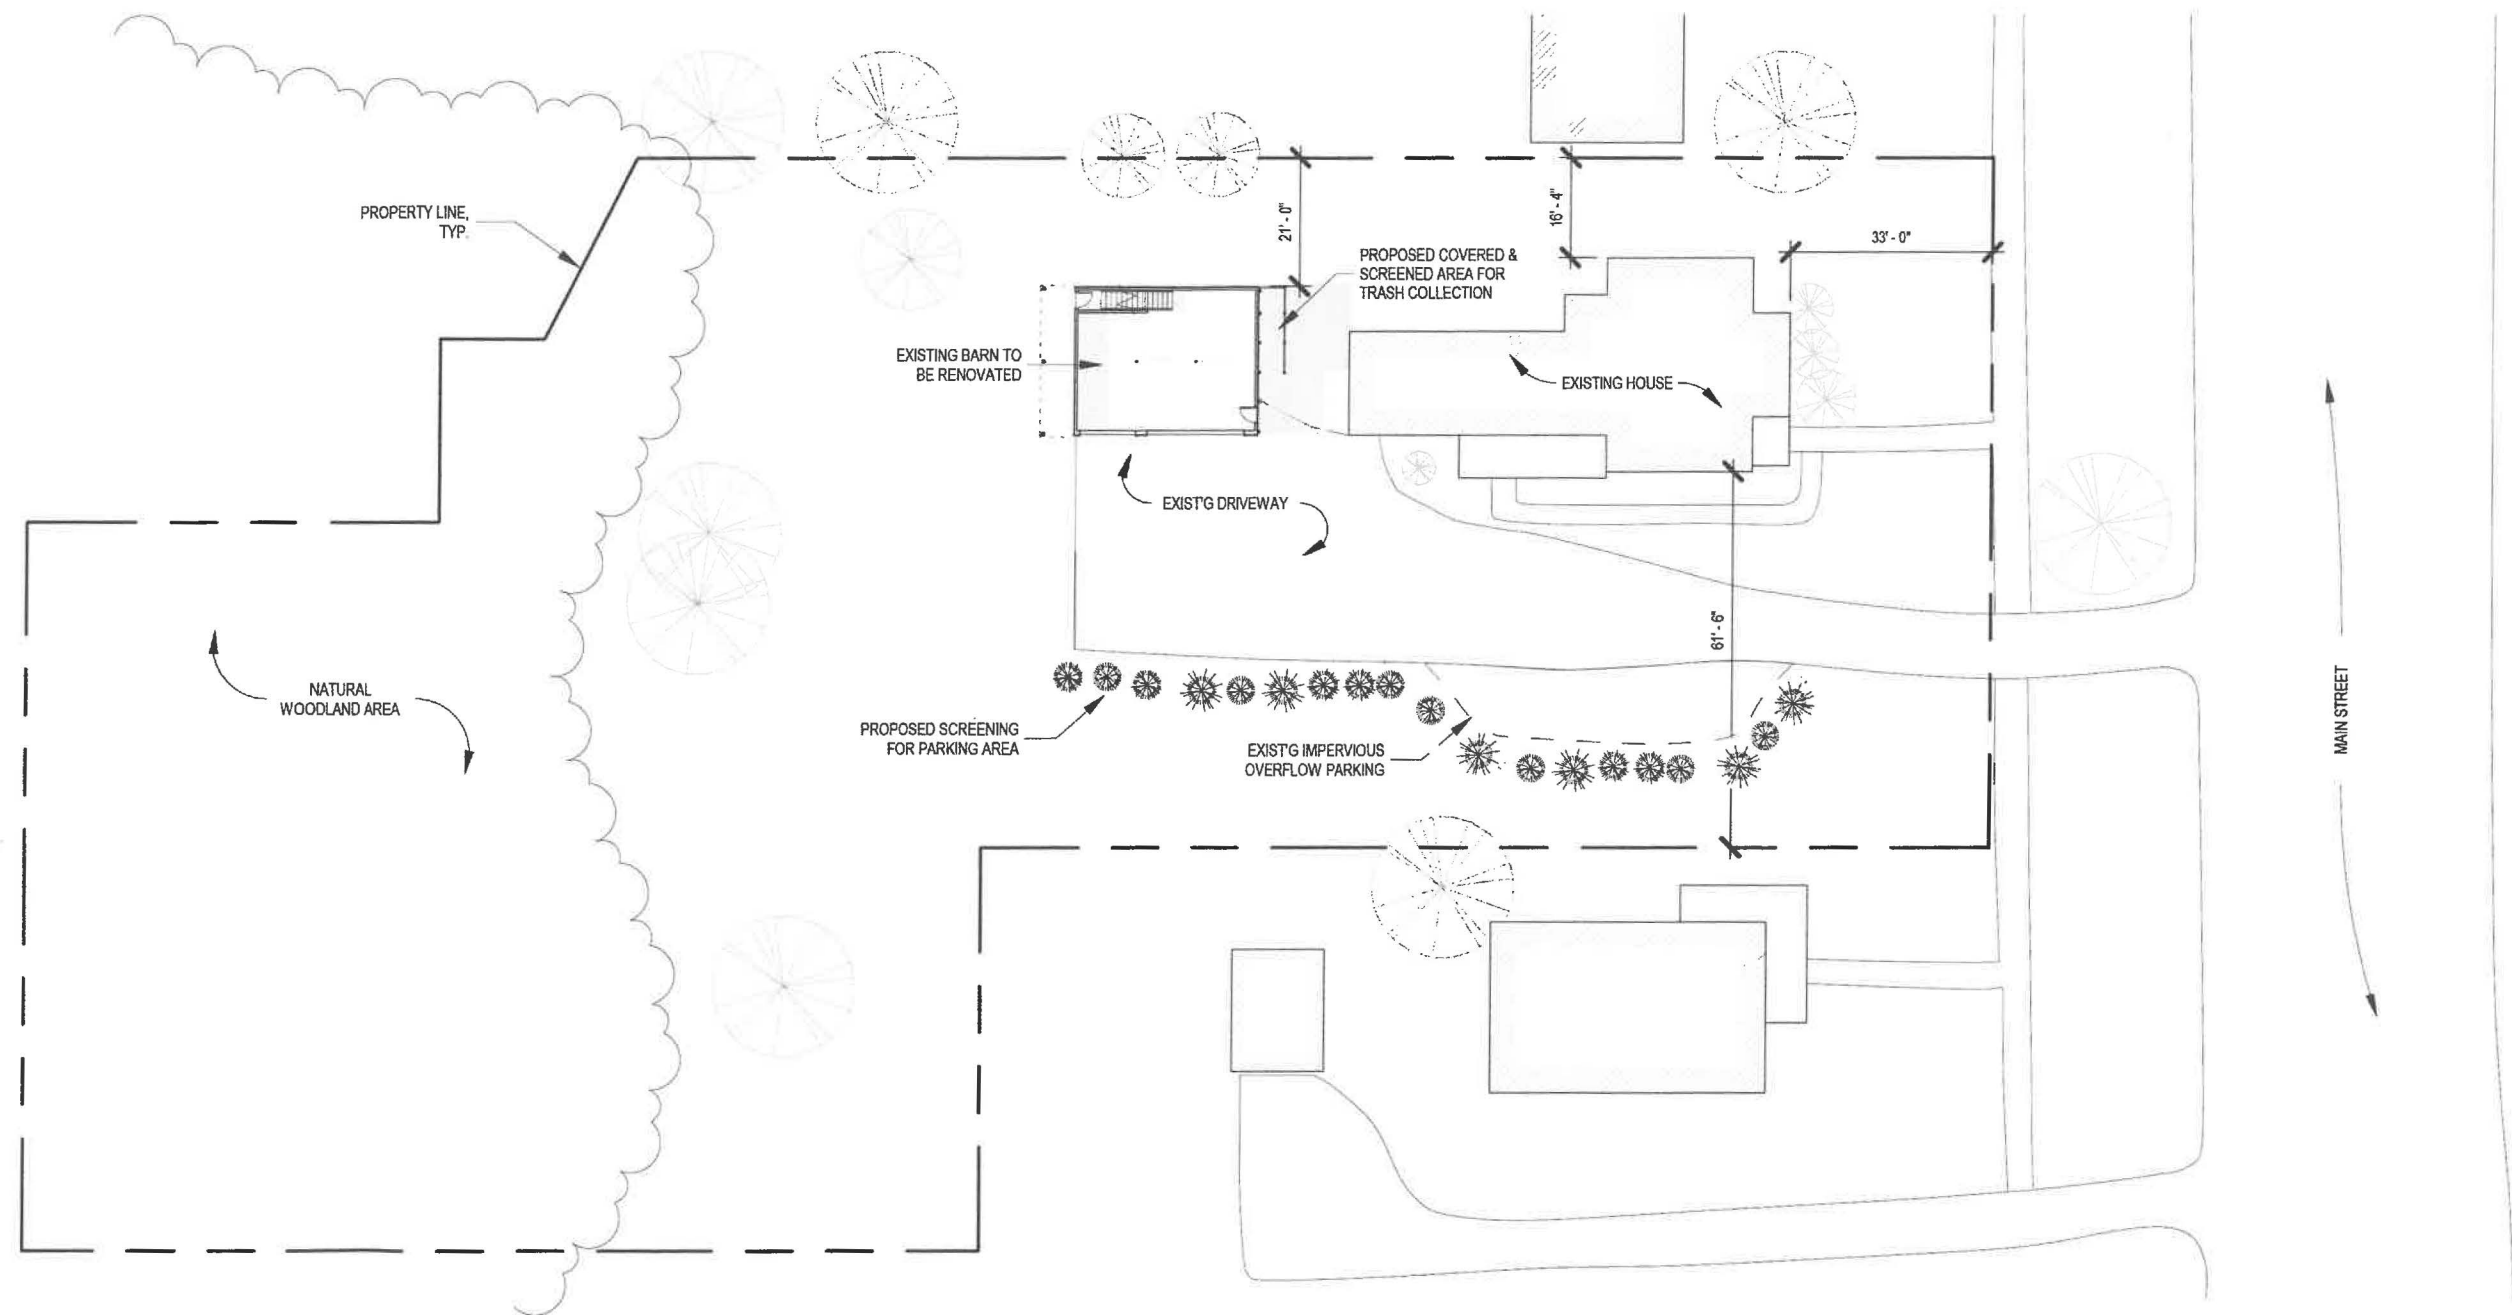 PROPERTY LINE,
TYP.
21' - 0"
16' - 4"
33' - 0"
PROPOSED COVERED &
SCREENED AREA FOR
TRASH COLLECTION
EXISTING BARN TO
BE RENOVATED
EXISTING HOUSE
EXIST'G DRIVEWAY
61' - 6"
NATURAL
WOODLAND AREA
PROPOSED SCREENING
FOR PARKING AREA
EXIST'G IMPERVIOUS
OVERFLOW PARKING
MAIN STREET